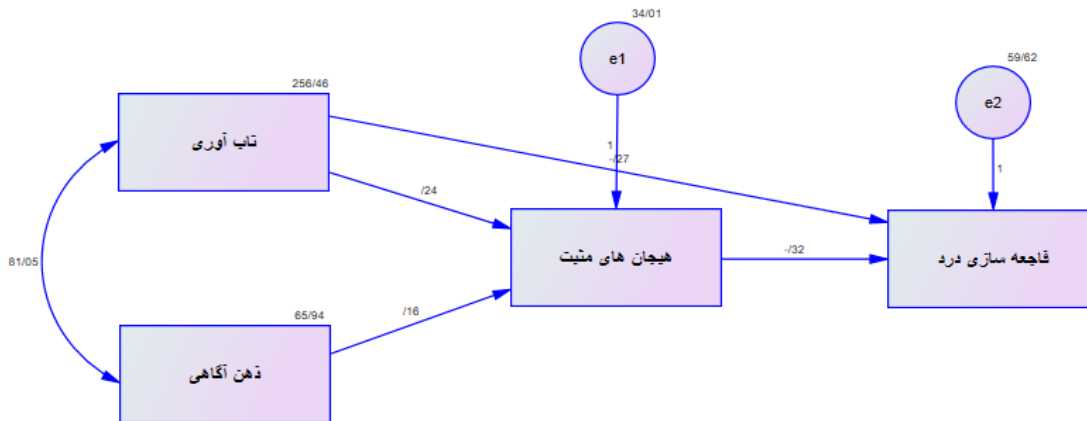 34/01
e1
59/62
e2
256/46
تاب آوری
1
-/27
1
/24
هیجان های مثبت
-/32
فاجعه سازی درد
81/05
65/94
/16
ذهن آگاهی